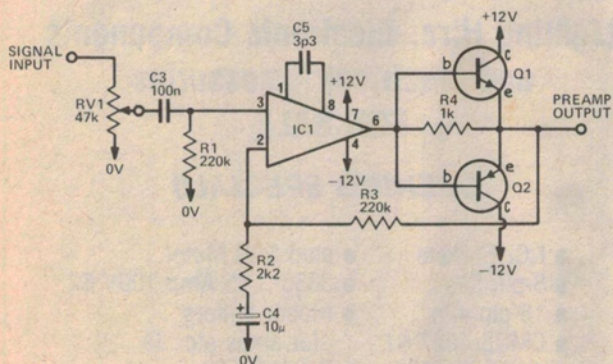 C5
3p3
+12V
SIGNAL
INPUT
C3
100n
1
+12V
b
c
Q1
e
RV1
47k
3
8
7
R4
1k
PREAMP
OUTPUT
IC1
6
2
4
R1
220k
-12V
e
Q2
0V
b
c
0V
R3
220k
-12V
R2
2k2
+
C4
10μ
0V